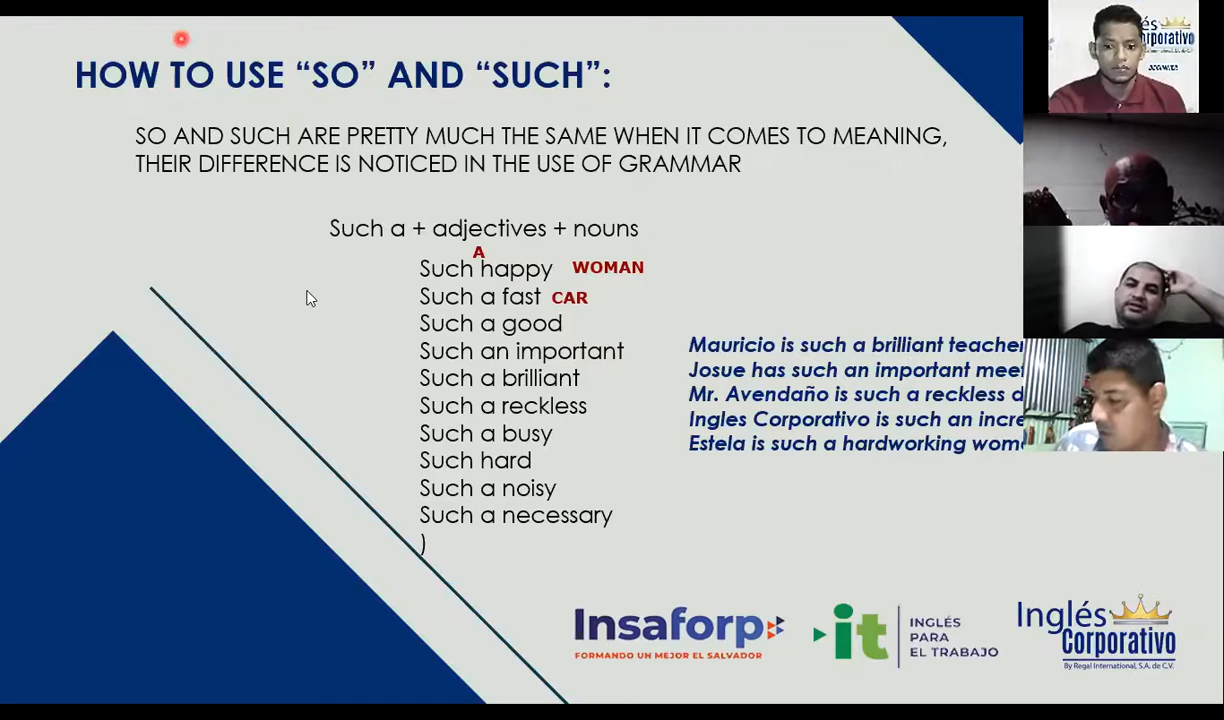 HOW TO USE “SO” AND “SUCH”:
SO AND SUCH ARE PRETTY MUCH THE SAME WHEN IT COMES TO MEANING,
THEIR DIFFERENCE IS NOTICED IN THE USE OF GRAMMAR
Such a + adjectives + nouns
A
Such happy WOMAN
Such a fast CAR
Such a good
Such an important
Such a brilliant
Such a reckless
Such a busy
Such hard
Such a noisy
Such a necessary
)
Mauricio is such a brilliant teacher
Josue has such an important
Mr. Avendaño is such a reckless
Ingles Corporativo is such an
Estela is such a hardworking
Insaforp
FORMANDO UN MEJOR EL SALVADOR
it
INGLÉS
PARA
EL TRABAJO
Inglés
Corporativo
By Regal International, S.A. de C.V.